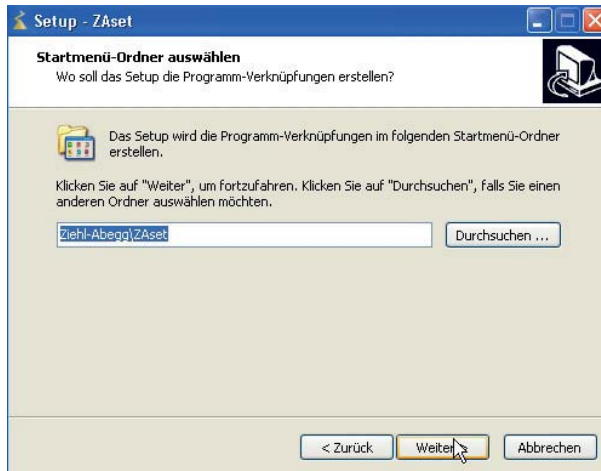 Setup - ZAset
Startmenü-Ordner auswählen
Wo soll das Setup die Programm-Verknüpfungen erstellen?
Das Setup wird die Programm-Verknüpfungen im folgenden Startmenü-Ordner
erstellen.
Klicken Sie auf "Weiter", um fortzufahren. Klicken Sie auf "Durchsuchen", falls Sie einen
anderen Ordner auswählen möchten.
Ziehl-Abegg\ZAset
Durchsuchen ...
< Zurück
Weiter >
Abbrechen